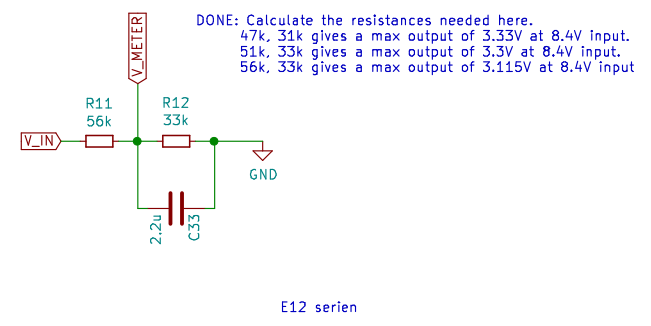 DONE: Calculate the resistances needed here.
47k, 31k gives a max output of 3.33V at 8.4V input.
51k, 33k gives a max output of 3.3V at 8.4V input.
56k, 33k gives a max output of 3.115V at 8.4V input
V_METER
R11
56k
R12
33k
V_IN
GND
2.2u
C33
E12 serien